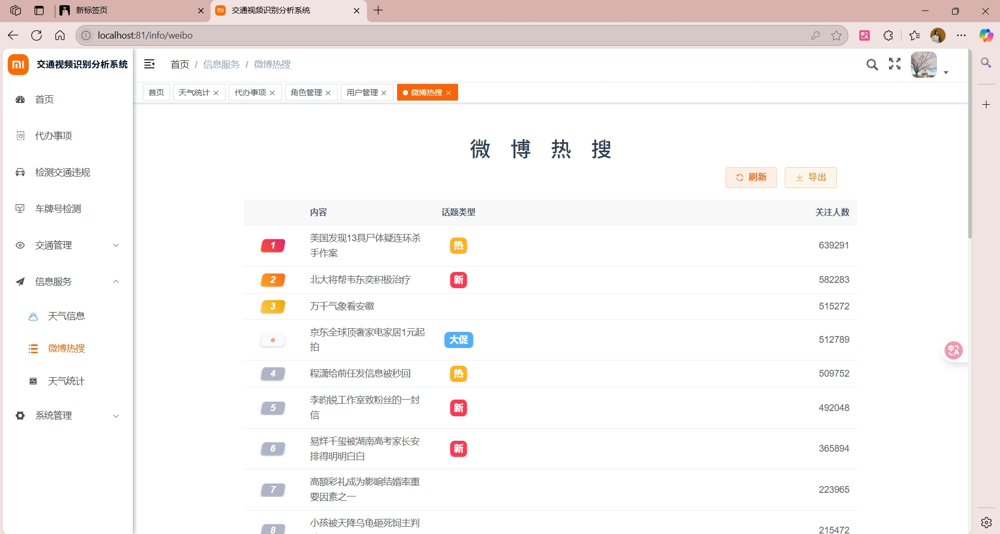 新标签页
交通视频识别分析系统
localhost:81/info/weibo
交通视频识别分析系统
首页 / 信息服务 / 微博热搜
首页
天气统计
代办事项
角色管理
用户管理
微博热搜
首页
代办事项
检测交通违规
车牌号检测
交通管理
信息服务
天气信息
微博热搜
天气统计
系统管理
微 博 热 搜
刷新
导出
内容 话题类型 关注人数
1 美国发现13具尸体疑连环杀
手作案
热 639291
2 北大将帮韦东奕积极治疗 新 582283
3 万千气象看安徽 515272
京东全球顶奢家电家居1元起
拍
大促 512789
4 程潇给前任发信息被秒回 热 509752
5 李昀锐工作室致粉丝的一封
信
新 492048
6 易烊千玺被湖南高考家长安
排得明明白白
新 365894
7 高额彩礼成为影响结婚率重
要因素之一
223965
8 小孩被天降乌龟砸死饲主判
215472